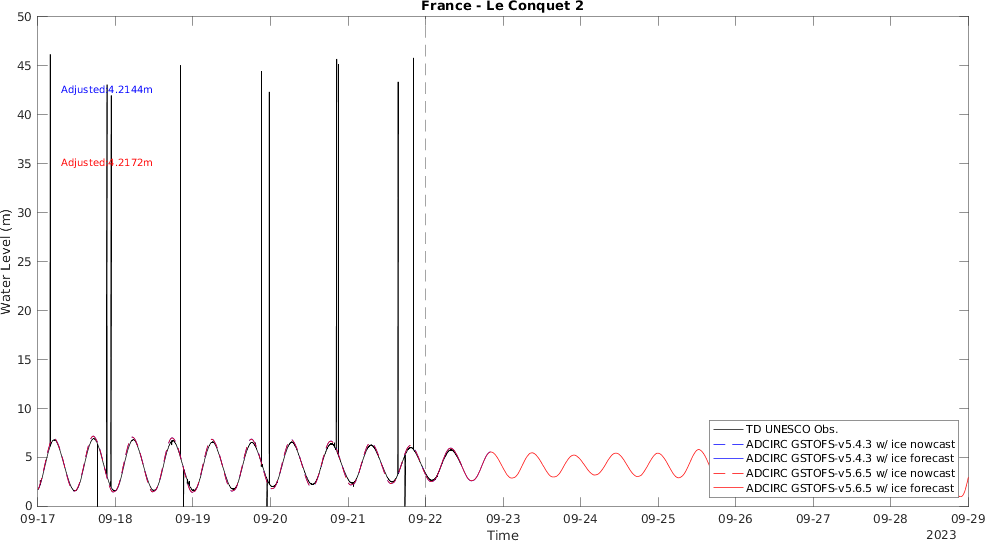 France - Le Conquet 2
50
45
40
35
30
25
20
15
10
5
0
Water Level (m)
Adjusted:4.2144m
Adjusted:4.2172m
TD UNESCO Obs.
ADCIRC GSTOFS-v5.4.3 w/ ice nowcast
ADCIRC GSTOFS-v5.4.3 w/ ice forecast
ADCIRC GSTOFS-v5.6.5 w/ ice nowcast
ADCIRC GSTOFS-v5.6.5 w/ ice forecast
09-17 09-18 09-19 09-20 09-21 09-22 09-23 09-24 09-25 09-26 09-27 09-28 09-29
Time
2023